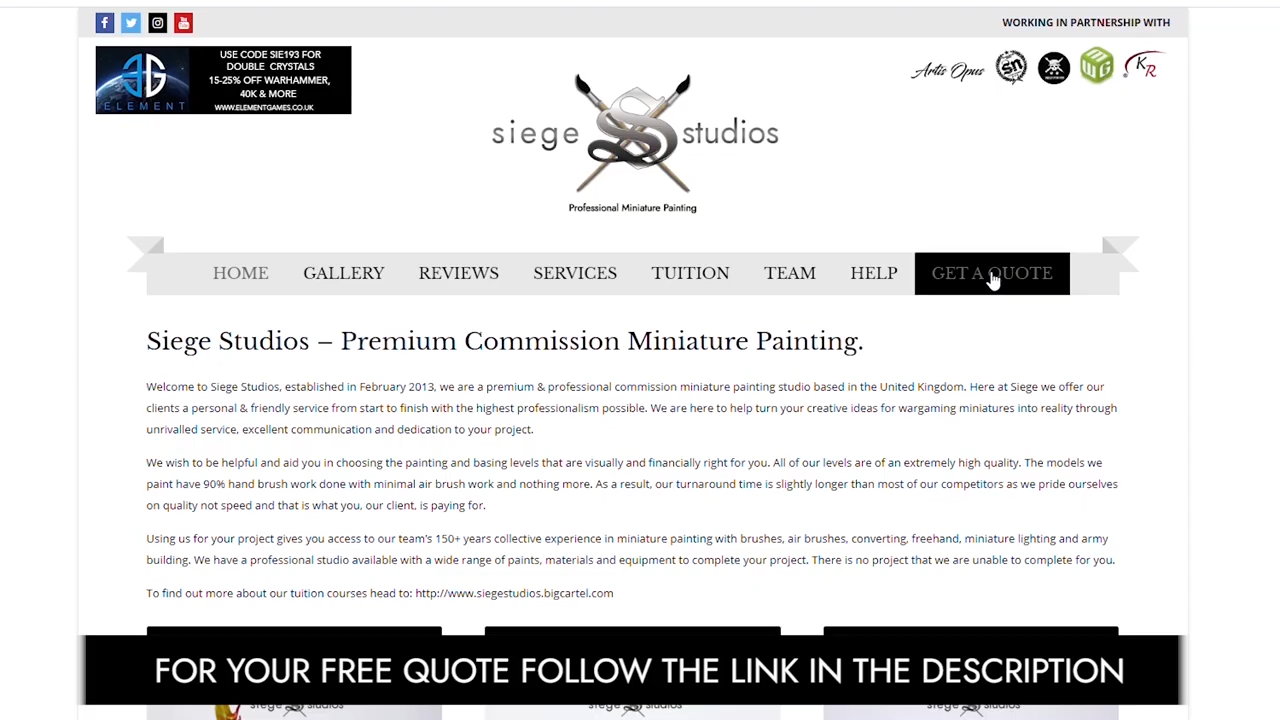 WORKING IN PARTNERSHIP WITH
USE CODE SIE193 FOR
DOUBLE CRYSTALS
15-25% OFF WARHAMMER,
40K & MORE
WWW.ELEMENTGAMES.CO.UK
ELEMENT
Artis Opus
sn
KR
siege S studios
Professional Miniature Painting
HOME GALLERY REVIEWS SERVICES TUITION TEAM HELP GET A QUOTE
Siege Studios – Premium Commission Miniature Painting.
Welcome to Siege Studios, established in February 2013, we are a premium & professional commission miniature painting studio based in the United Kingdom. Here at Siege we offer our
clients a personal & friendly service from start to finish with the highest professionalism possible. We are here to help turn your creative ideas for wargaming miniatures into reality through
unrivalled service, excellent communication and dedication to your project.
We wish to be helpful and aid you in choosing the painting and basing levels that are visually and financially right for you. All of our levels are of an extremely high quality. The models we
paint have 90% hand brush work done with minimal air brush work and nothing more. As a result, our turnaround time is slightly longer than most of our competitors as we pride ourselves
on quality not speed and that is what you, our client, is paying for.
Using us for your project gives you access to our team's 150+ years collective experience in miniature painting with brushes, air brushes, converting, freehand, miniature lighting and army
building. We have a professional studio available with a wide range of paints, materials and equipment to complete your project. There is no project that we are unable to complete for you.
To find out more about our tuition courses head to: http://www.siegestudios.bigcartel.com
FOR YOUR FREE QUOTE FOLLOW THE LINK IN THE DESCRIPTION